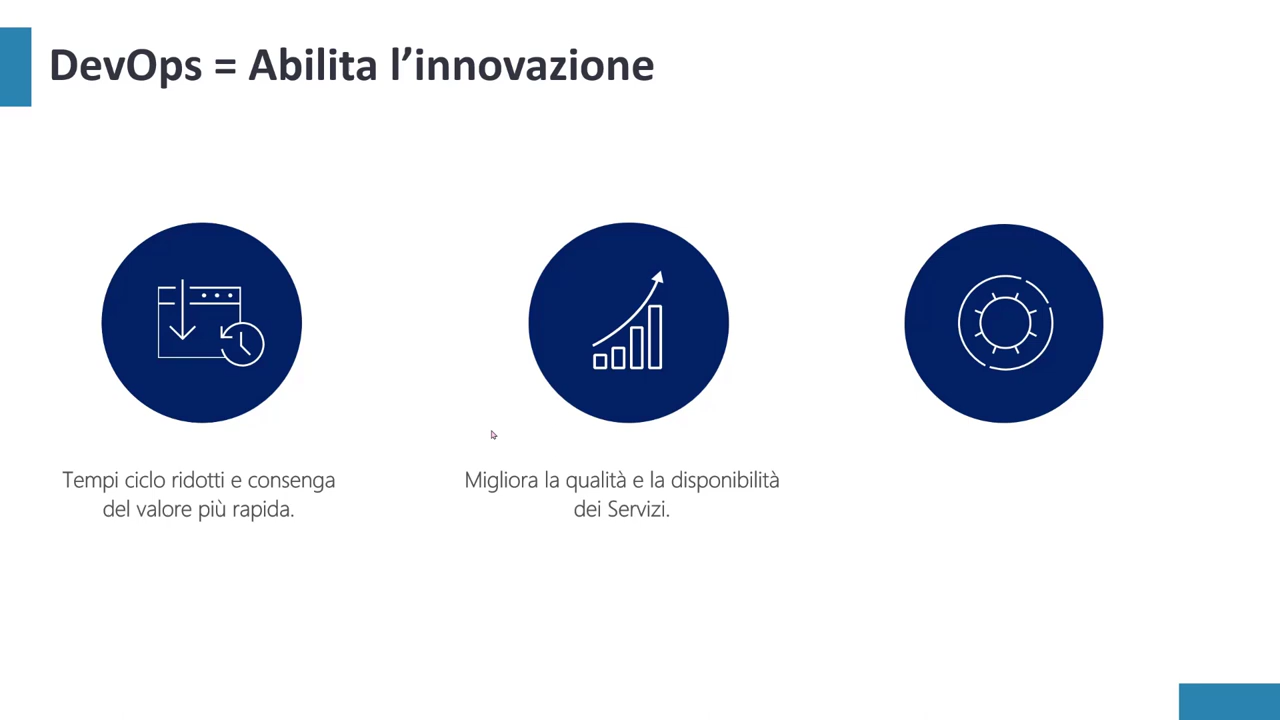 DevOps = Abilita l’innovazione
Tempi ciclo ridotti e consenga
del valore più rapida.
Migliora la qualità e la disponibilità
dei Servizi.